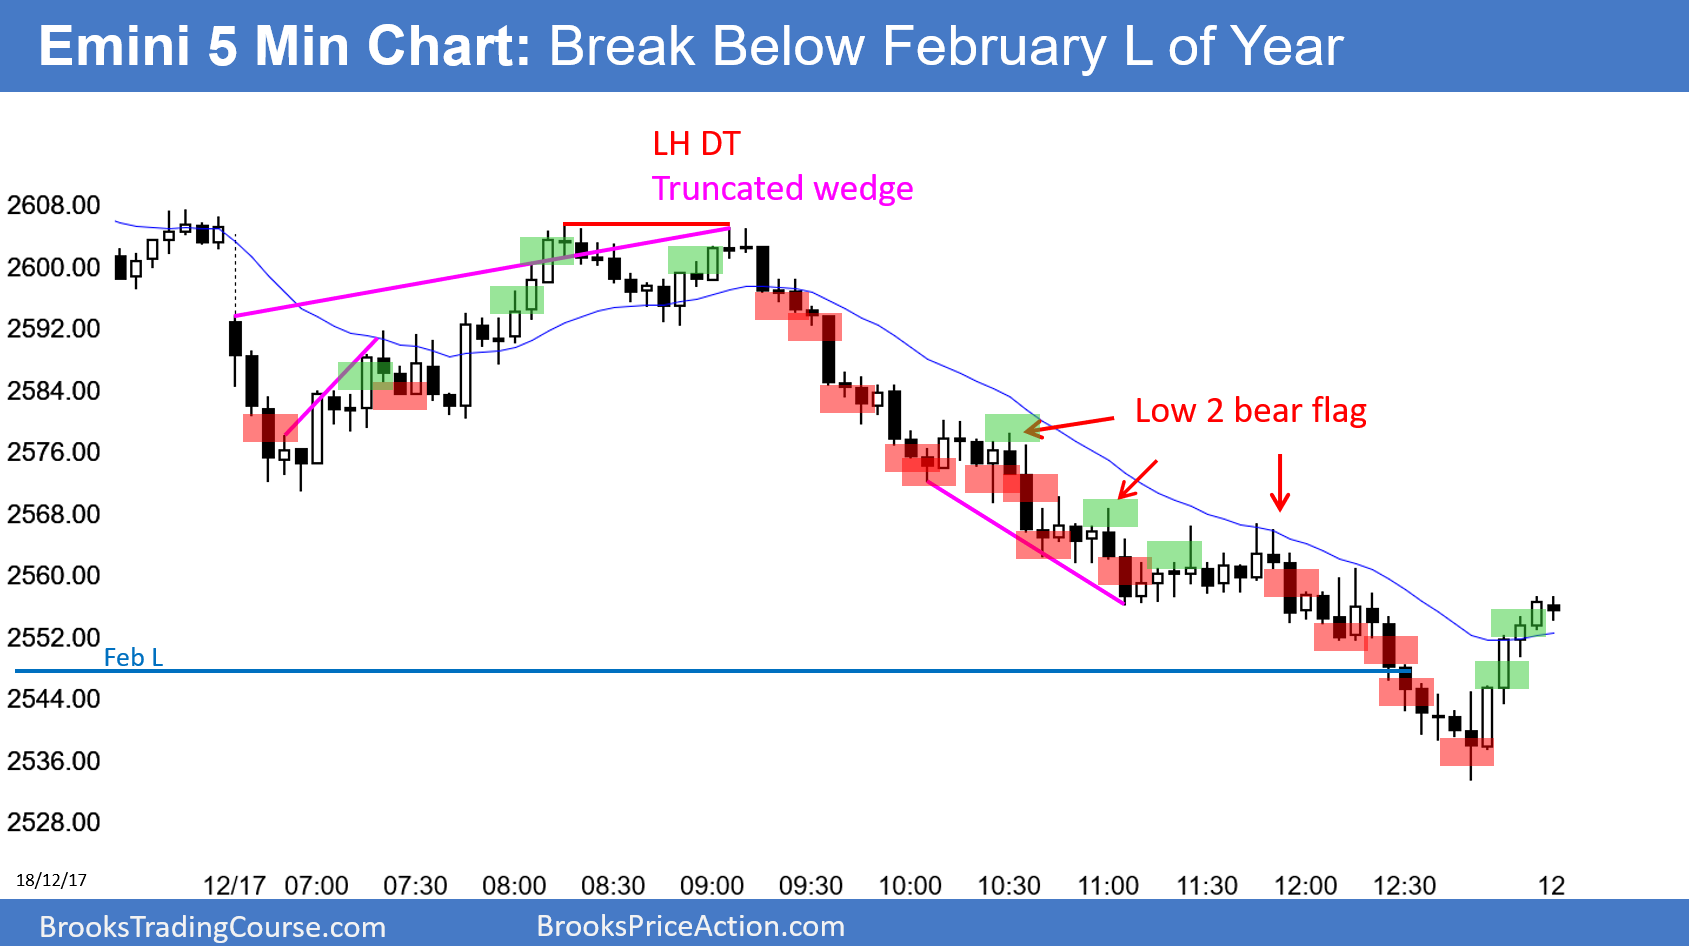 Emini 5 Min Chart: Break Below February L of Year
LH DT
Truncated wedge
2608.00
2600.00
2592.00
2584.00
2576.00
2568.00
2560.00
2552.00
2544.00
2536.00
2528.00
Low 2 bear flag
Feb L
18/12/17
12/17 07:00 07:30 08:00 08:30 09:00 09:30 10:00 10:30 11:00 11:30 12:00 12:30 12
BrooksTradingCourse.com BrooksPriceAction.com